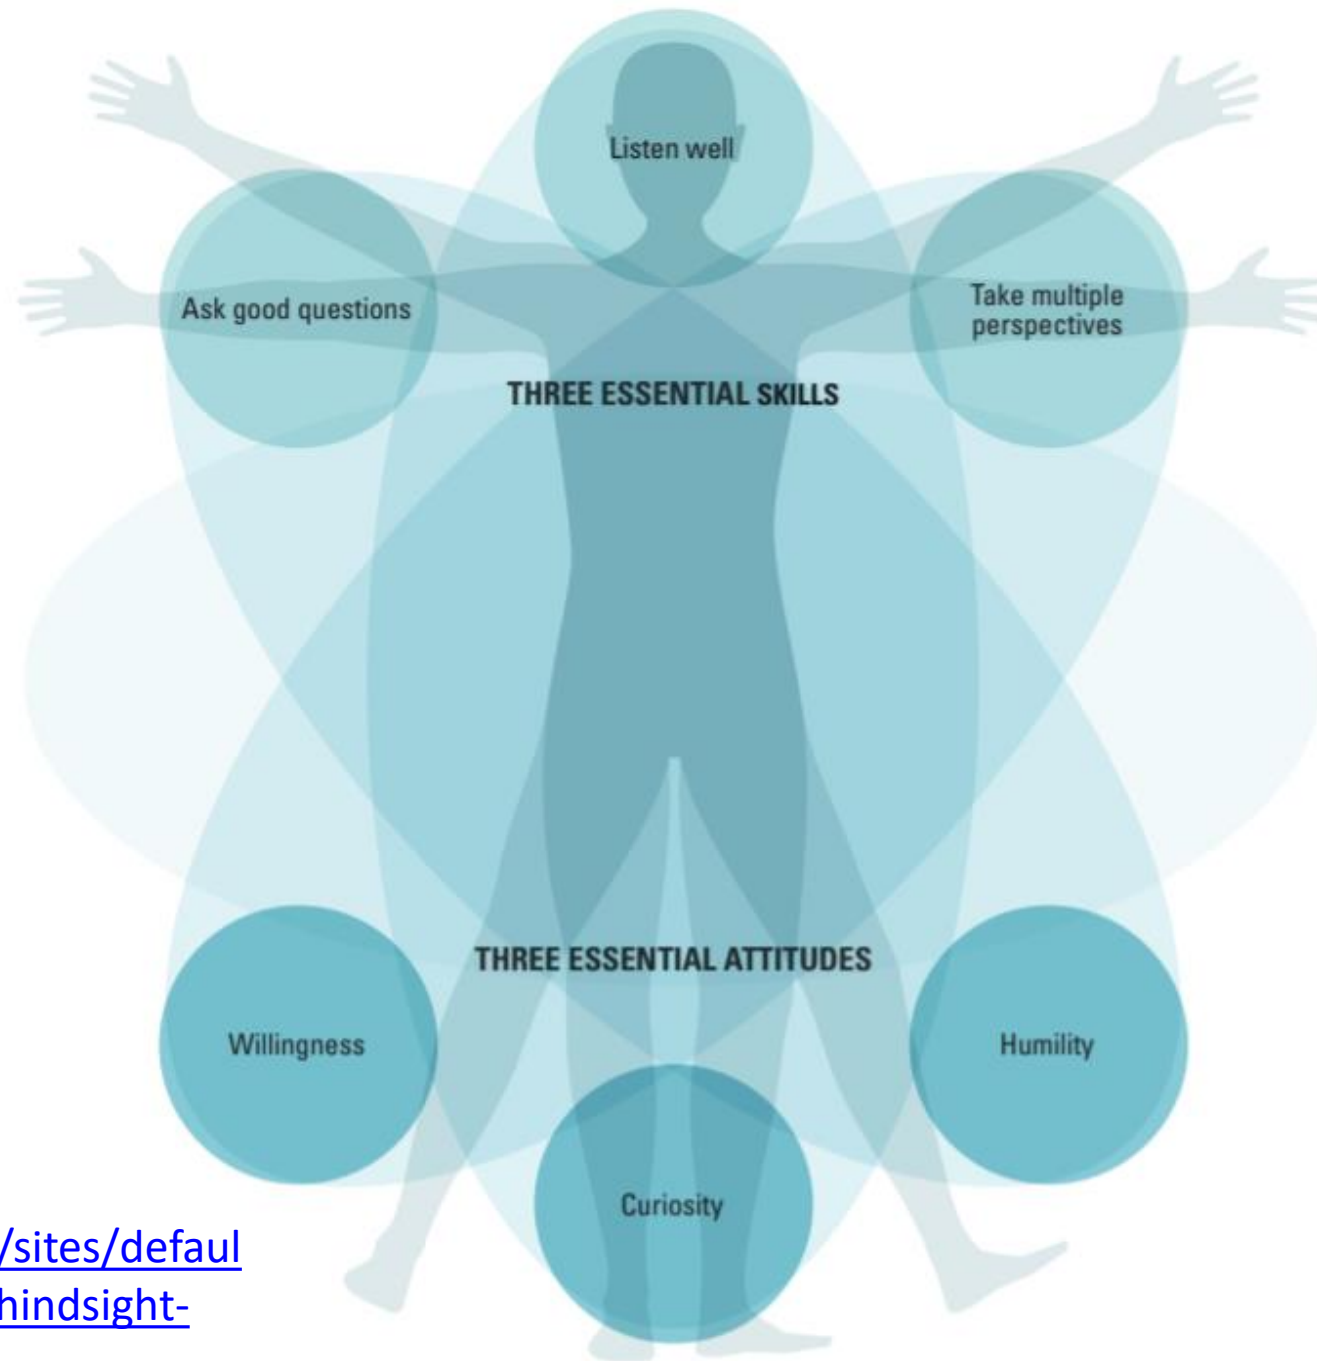 Listen well
Ask good questions
Take multiple
perspectives
THREE ESSENTIAL SKILLS
THREE ESSENTIAL ATTITUDES
Willingness
Humility
Curiosity
/sites/defaul
hindsight-